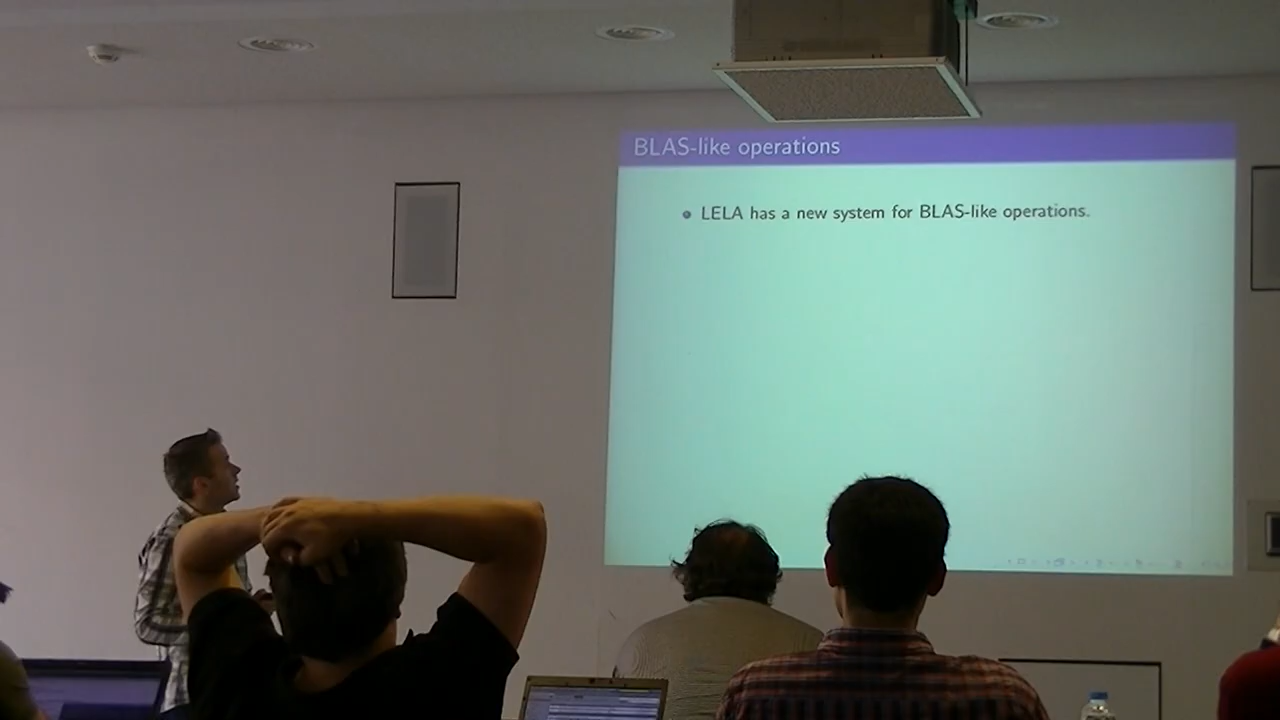 BLAS-like operations
LELA has a new system for BLAS-like operations.